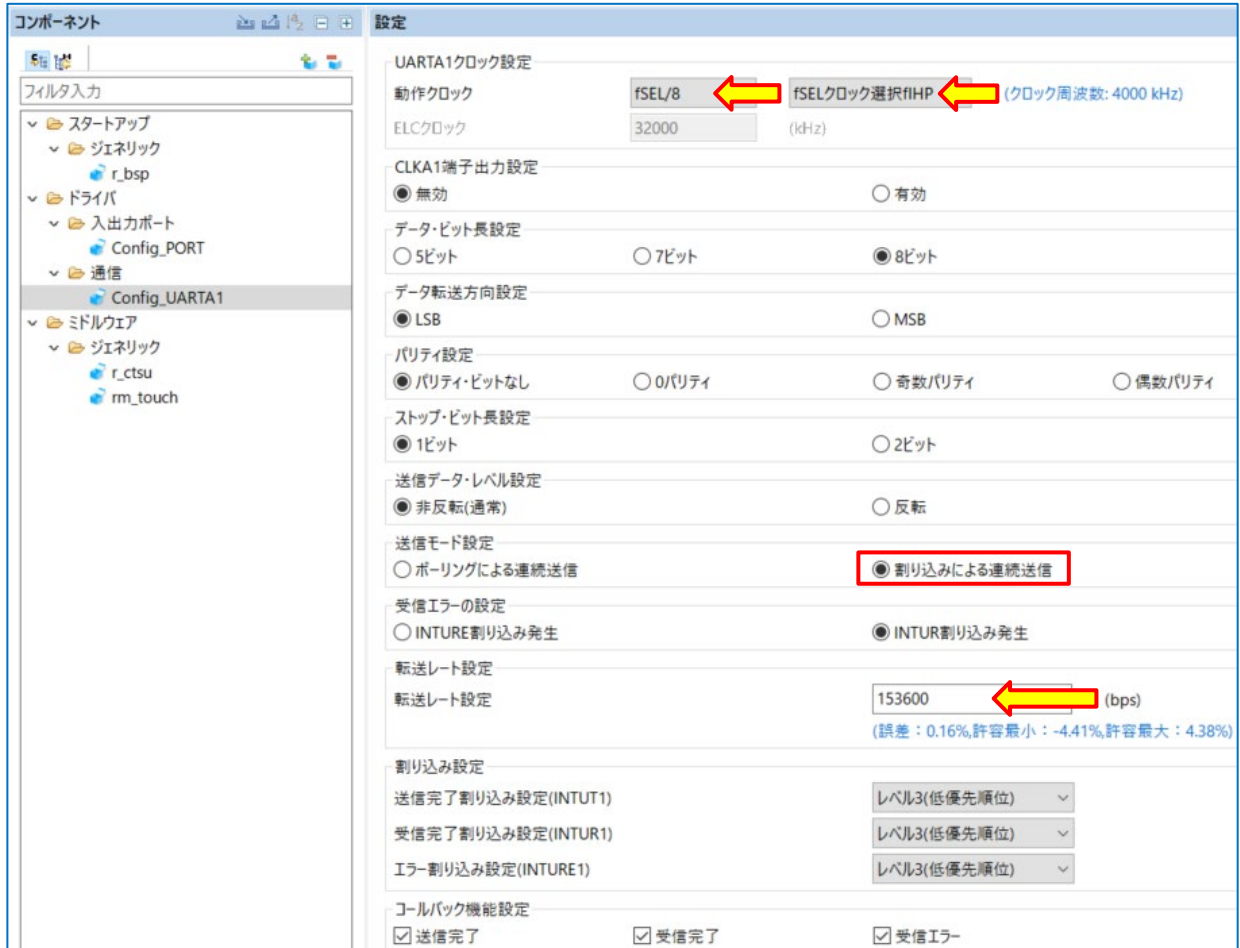 コンポーネント
フィルタ入力
スタートアップ
ジェネリック
r_bsp
ドライバ
入出力ポート
Config_PORT
通信
Config_UARTA1
ミドルウェア
ジェネリック
r_ctsu
rm_touch
設定
UARTA1クロック設定
動作クロック fSEL/8 fSELクロック選択fIHP (クロック周波数: 4000 kHz)
ELCクロック 32000 (kHz)
CLKA1端子出力設定
無効 有効
データ・ビット長設定
5ビット 7ビット 8ビット
データ転送方向設定
LSB MSB
パリティ設定
パリティ・ビットなし 0パリティ 奇数パリティ 偶数パリティ
ストップ・ビット長設定
1ビット 2ビット
送信データ・レベル設定
非反転(通常) 反転
送信モード設定
ポーリングによる連続送信 割り込みによる連続送信
受信エラーの設定
INTURE割り込み発生 INTUR割り込み発生
転送レート設定
転送レート設定 153600 (bps)
(誤差：0.16%,許容最小：-4.41%,許容最大：4.38%)
割り込み設定
送信完了割り込み設定(INTUT1) レベル3(低優先順位)
受信完了割り込み設定(INTUR1) レベル3(低優先順位)
エラー割り込み設定(INTURE1) レベル3(低優先順位)
コールバック機能設定
送信完了 受信完了 受信エラー